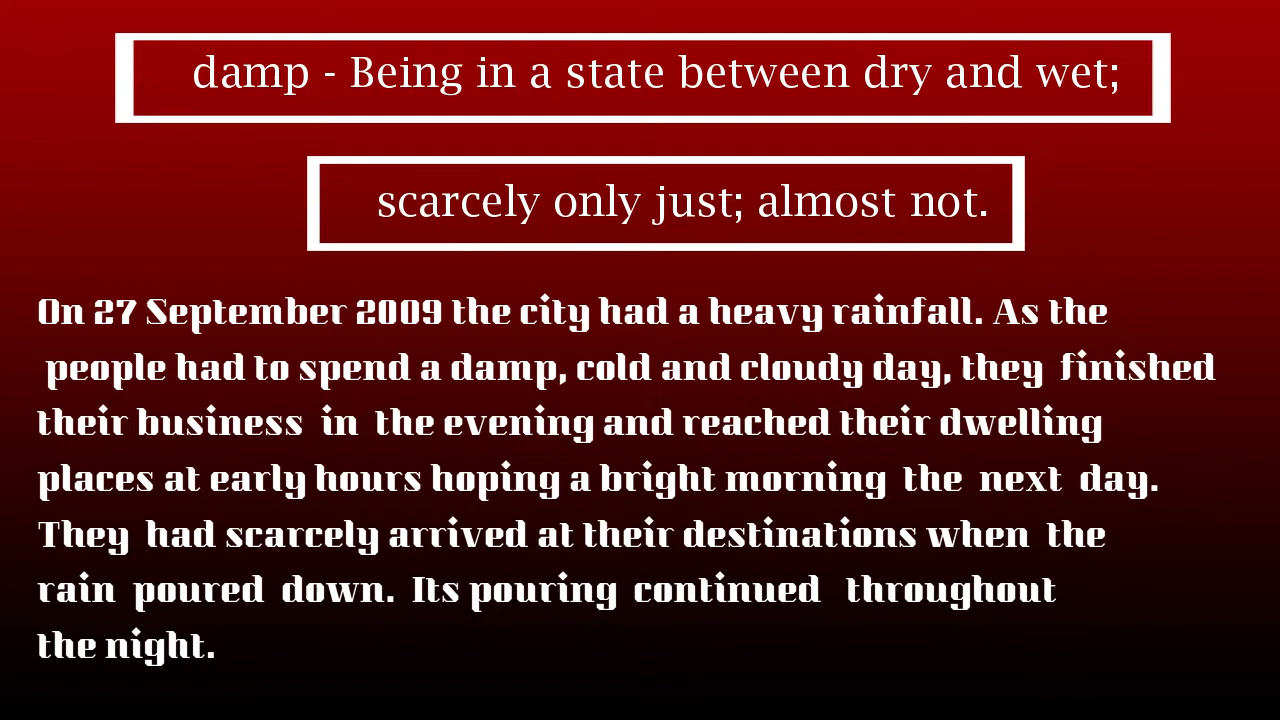 damp - Being in a state between dry and wet;
scarcely only just; almost not.
On 27 September 2009 the city had a heavy rainfall. As the
people had to spend a damp, cold and cloudy day, they finished
their business in the evening and reached their dwelling
places at early hours hoping a bright morning the next day.
They had scarcely arrived at their destinations when the
rain poured down. Its pouring continued throughout
the night.